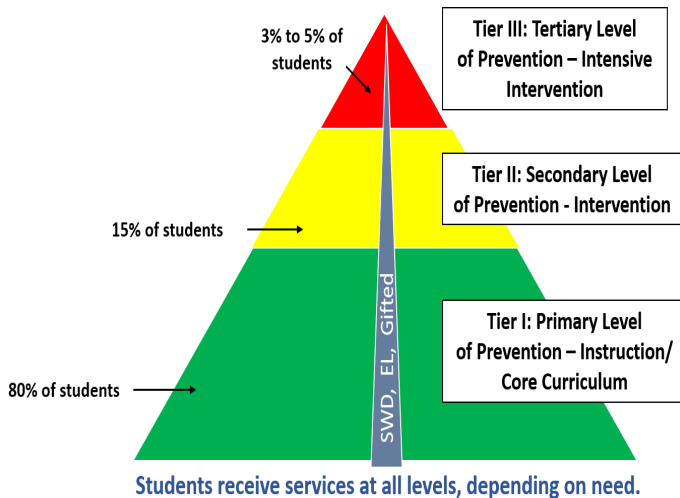 3% to 5% of
students
Tier III: Tertiary Level
of Prevention – Intensive
Intervention
Tier II: Secondary Level
of Prevention - Intervention
15% of students
SWD, EL, Gifted
Tier I: Primary Level
of Prevention – Instruction/
Core Curriculum
80% of students
Students receive services at all levels, depending on need.